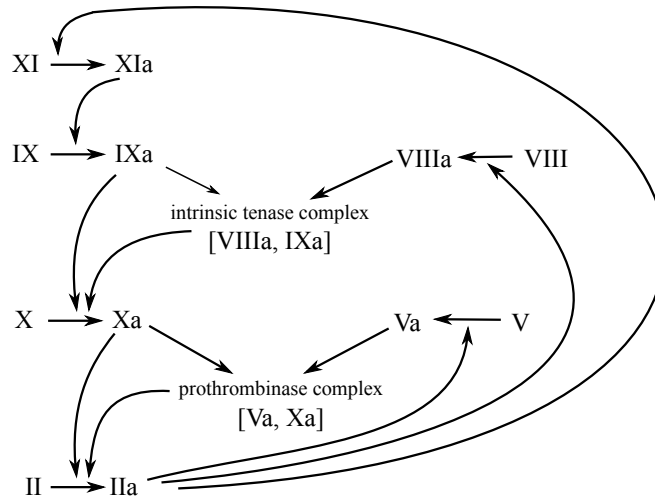 XI XIa
IX IXa VIIIa VIII
intrinsic tenase complex
[VIIIa, IXa]
X Xa Va V
prothrombinase complex
[Va, Xa]
II IIa